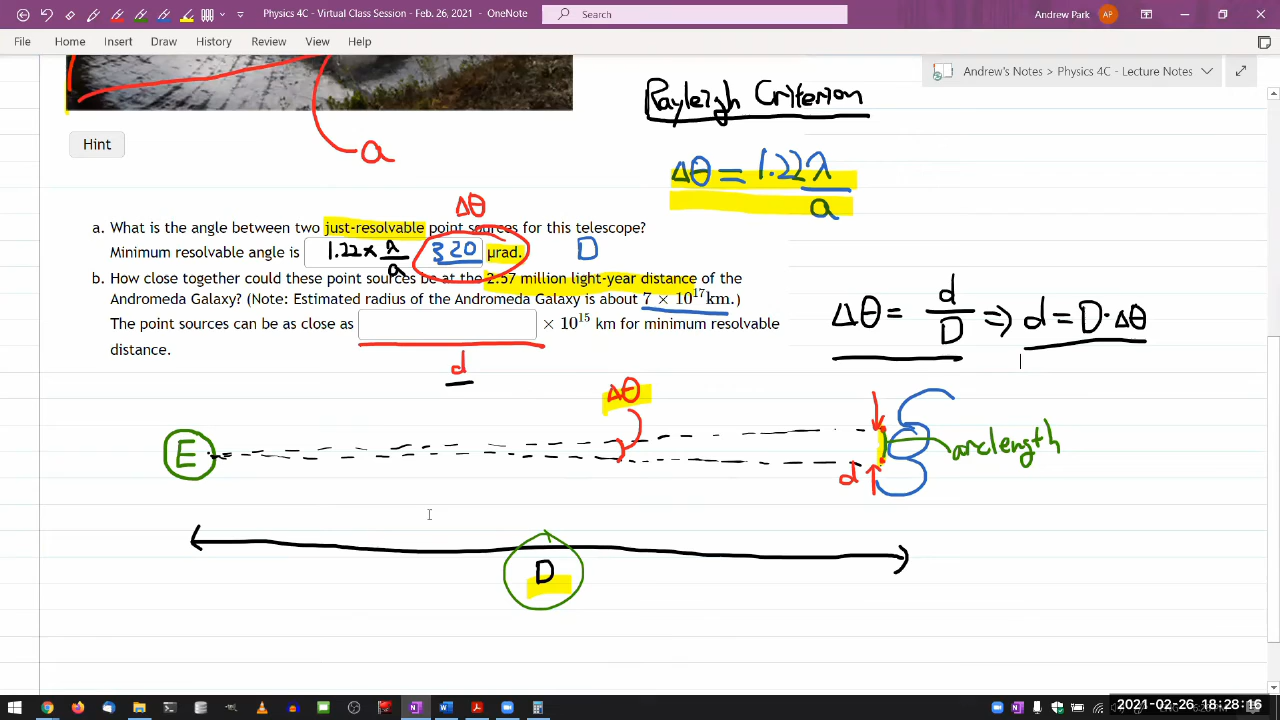 Physics 4C - Virtual Class Session - Feb. 26, 2021 - OneNote
Search
Andrew Park
AP
File Home Insert Draw History Review View Help
Andrew's Notes > Physics 4C - Lecture Notes
Rayleigh Criterion
Hint
a
Δθ = 1.22λ
a
Δθ
a. What is the angle between two just-resolvable point sources for this telescope?
Minimum resolvable angle is 1.22 × λ/a 320 μrad. D
b. How close together could these point sources be at the 2.57 million light-year distance of the
Andromeda Galaxy? (Note: Estimated radius of the Andromeda Galaxy is about 7 × 10¹⁷km.)
The point sources can be as close as × 10¹⁵ km for minimum resolvable
distance.
Δθ = d/D ⇒ d = D·Δθ
d
Δθ
E
arclength
d
D
2021-02-26 18:28:16